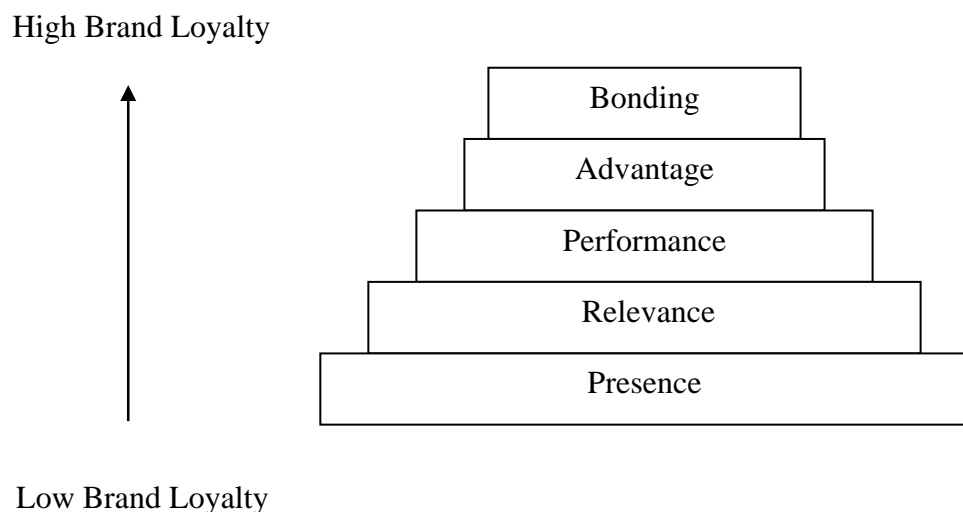 High Brand Loyalty
Bonding
Advantage
Performance
Relevance
Presence
Low Brand Loyalty